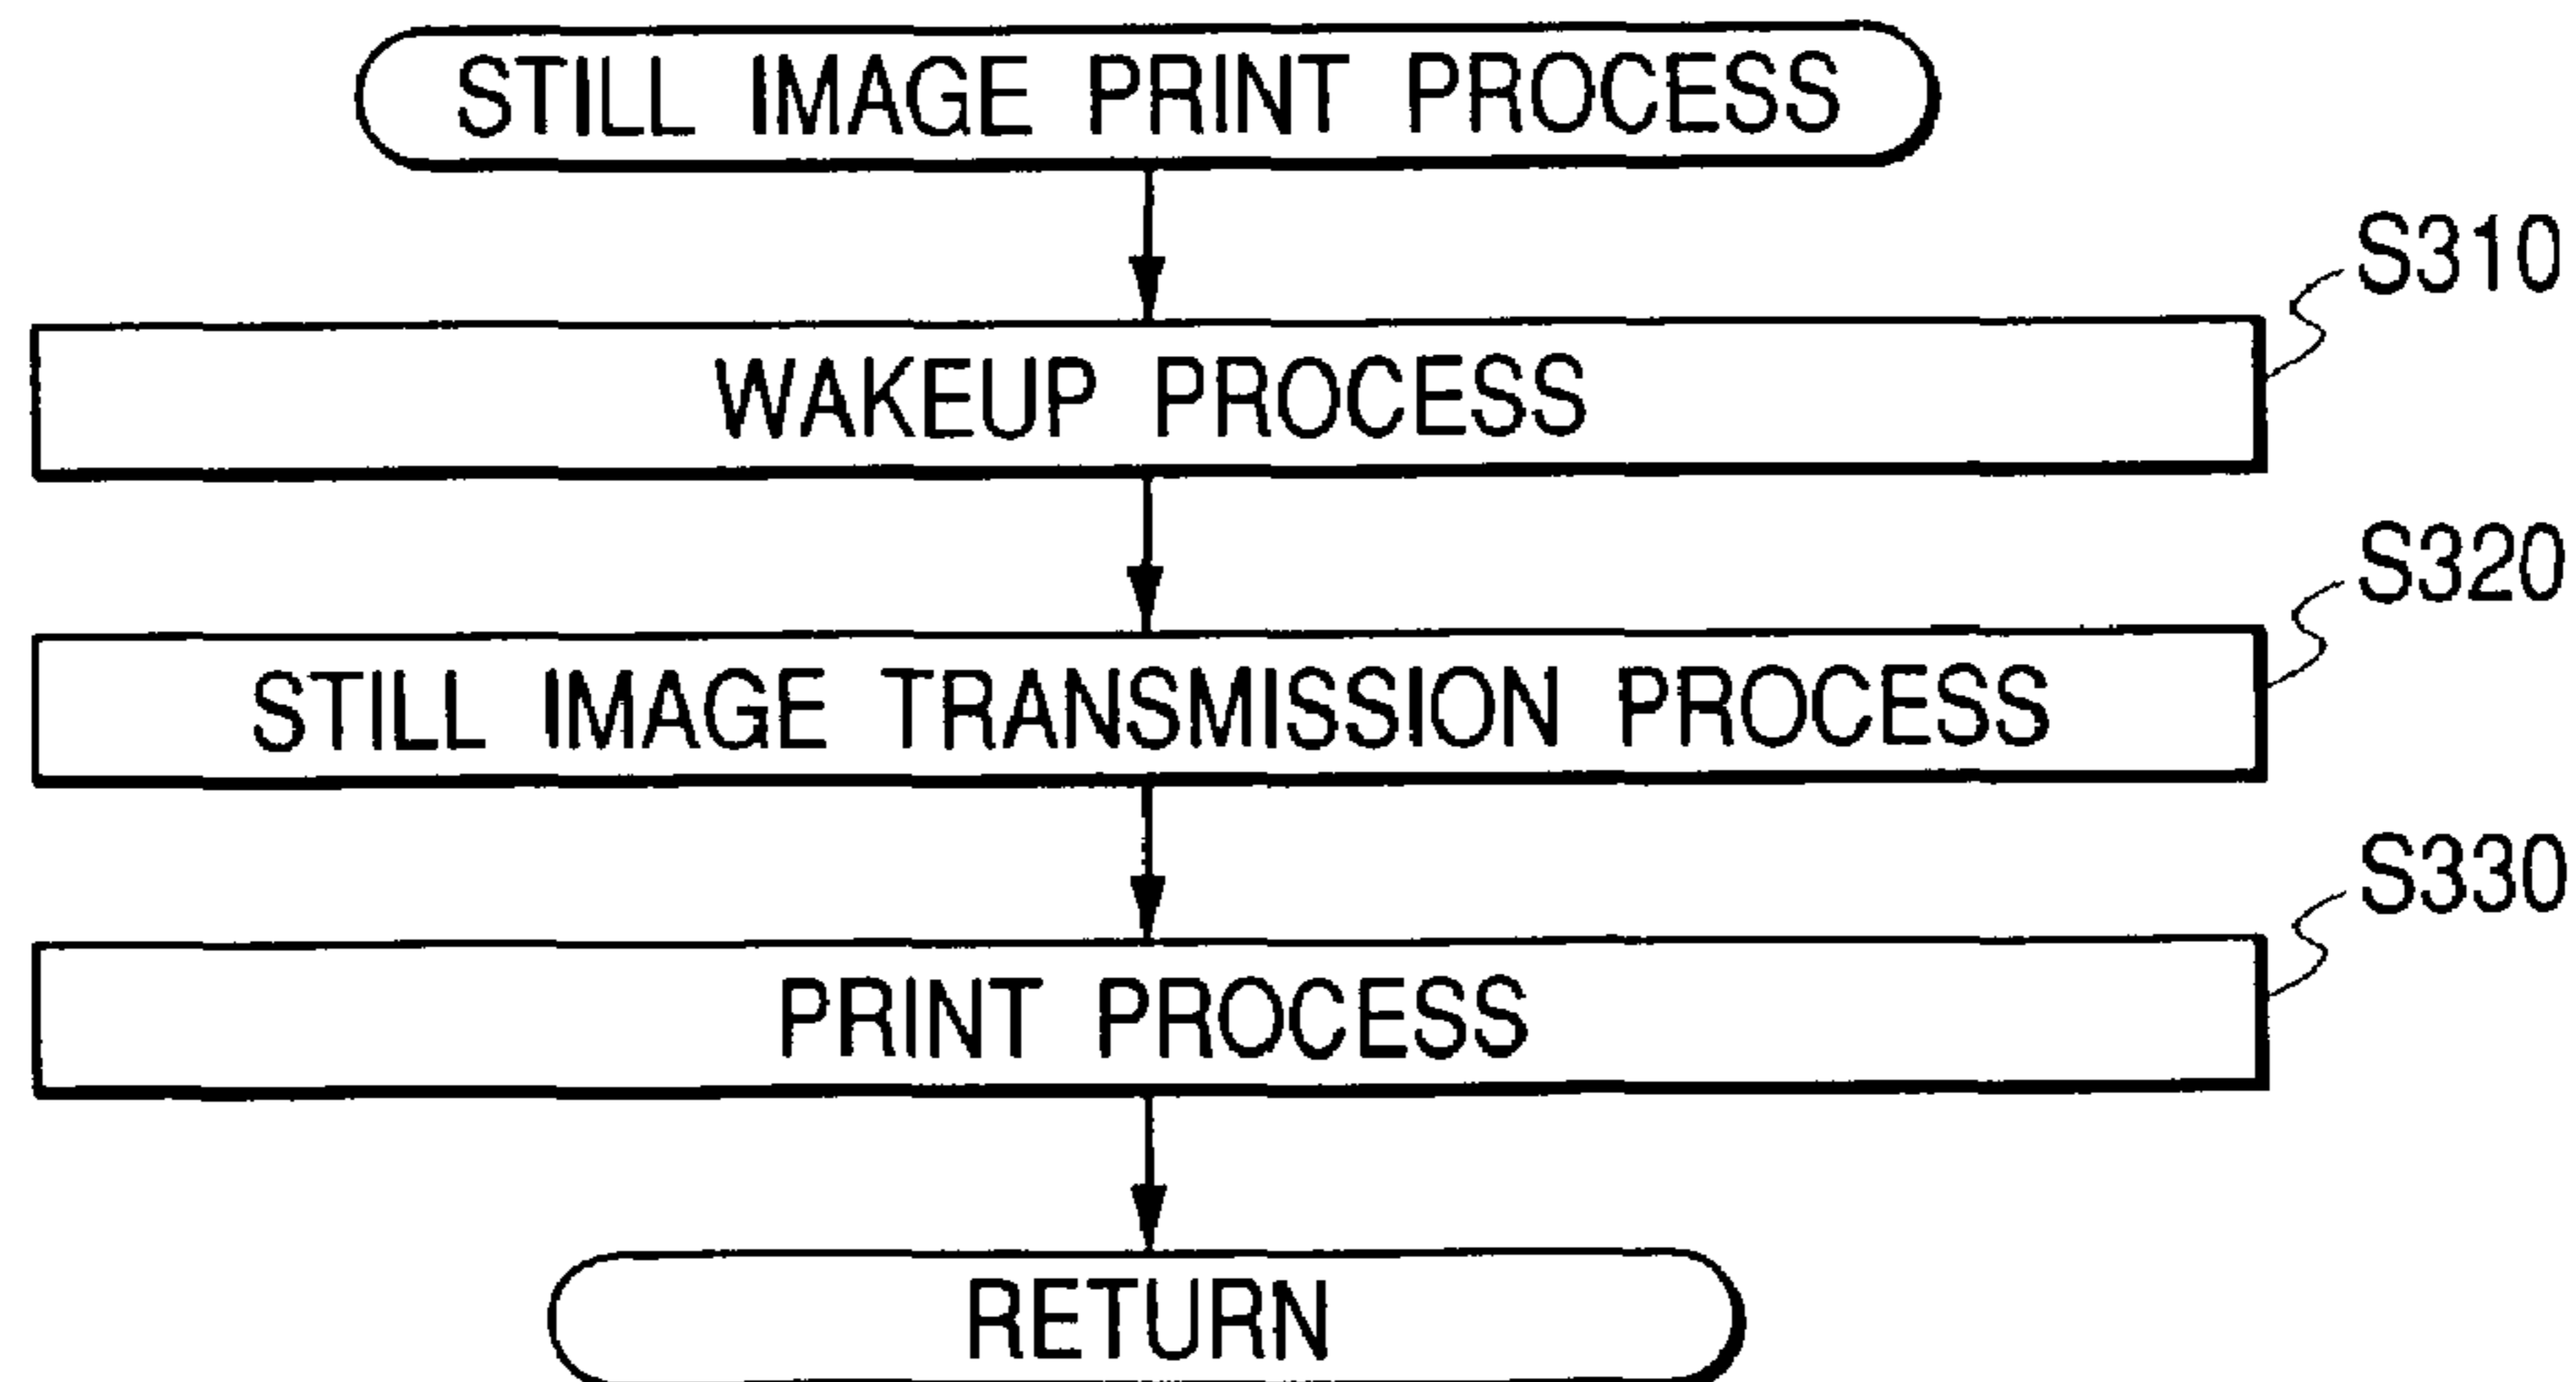 STILL IMAGE PRINT PROCESS
S310
WAKEUP PROCESS
S320
STILL IMAGE TRANSMISSION PROCESS
S330
PRINT PROCESS
RETURN